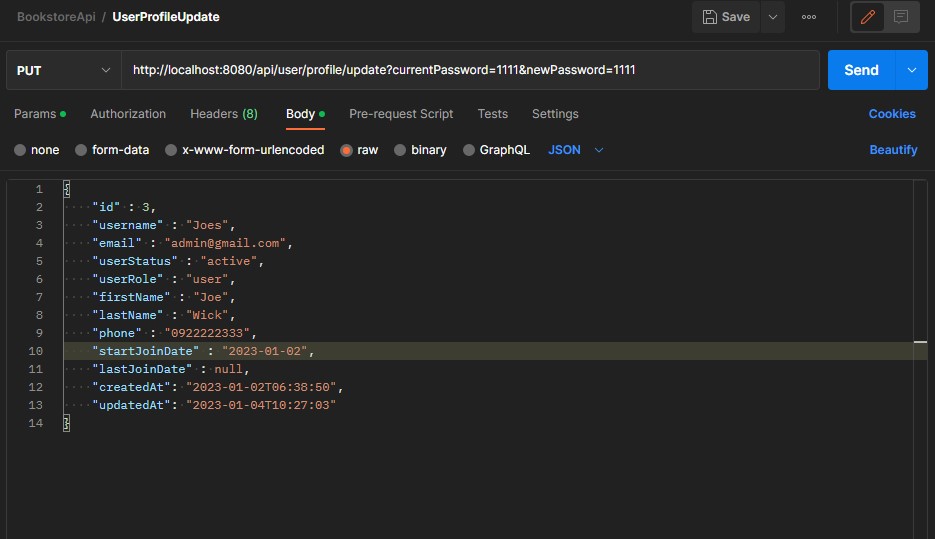 BookstoreApi / UserProfileUpdate
Save
PUT
http://localhost:8080/api/user/profile/update?currentPassword=1111&newPassword=1111
Send
Params Authorization Headers (8) Body Pre-request Script Tests Settings Cookies
none form-data x-www-form-urlencoded raw binary GraphQL JSON Beautify
1 {
2 "id" : 3,
3 "username" : "Joes",
4 "email" : "admin@gmail.com",
5 "userStatus" : "active",
6 "userRole" : "user",
7 "firstName" : "Joe",
8 "lastName" : "Wick",
9 "phone" : "0922222333",
10 "startJoinDate" : "2023-01-02",
11 "lastJoinDate" : null,
12 "createdAt": "2023-01-02T06:38:50",
13 "updatedAt": "2023-01-04T10:27:03"
14 }